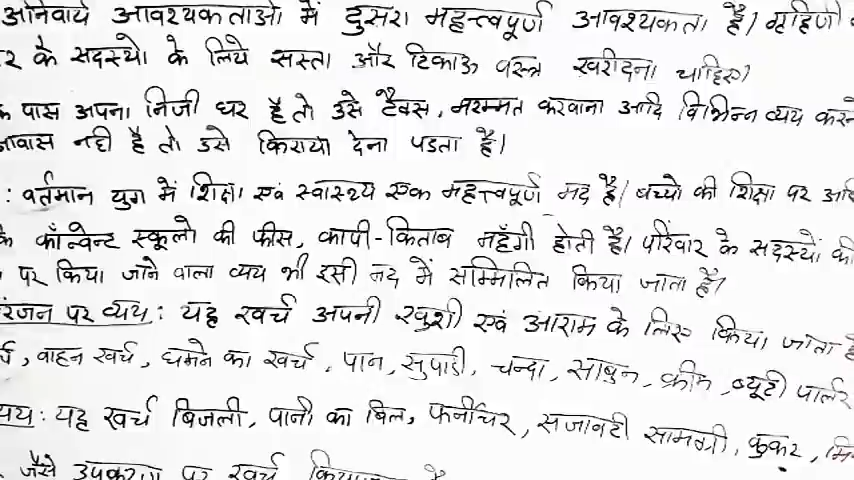 अनिवार्य आवश्यकताओ में दुसरा महत्त्वपूर्ण आवश्यकता है। गृहिणी
के सदस्यो के लिये सस्ता और टिकाऊ वस्त्र खरीदना चाहिए।
पास अपना निजी घर है तो उसे टैक्स, मरम्मत करवाना आदि विभिन्न व्यय करने
आवास नही है तो उसे किराया देना पडता है।
: वर्तमान युग में शिक्षा एवं स्वास्थ्य एक महत्त्वपूर्ण मद है। बच्चो की शिक्षा पर
के कॉन्वेन्ट स्कूलो की फीस, कापी-किताब महँगी होती है। परिवार के सदस्यों की
पर किया जाने वाला व्यय भी इसी मद में सम्मिलित किया जाता है।
रंजन पर व्यय: यह खर्च अपनी खुशी एवं आराम के लिए किया जाता है
, वाहन खर्च, घुमने का खर्च, पान, सुपाडी, चन्दा, साबुन, क्रीम, ब्यूटी पार्लर
व्यय: यह खर्च बिजली, पानी का बिल, फर्नीचर, सजावटी सामग्री, कुकर,
जैसे उपकरण पर खर्च किया